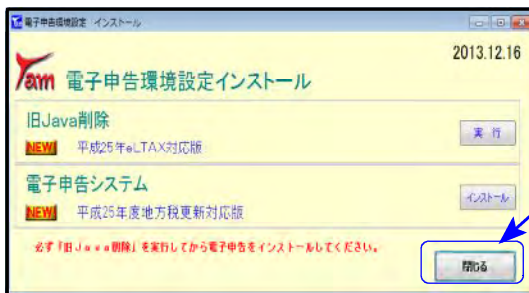 電子申告環境設定 インストール
2013.12.16
Tam 電子申告環境設定インストール
旧Java削除
実 行
NEW! 平成25年eLTAX対応版
電子申告システム
インストール
NEW! 平成25年度地方税更新対応版
必ず「旧Java削除」を実行してから電子申告をインストールしてください。
閉じる